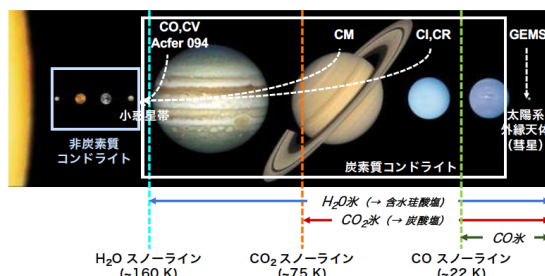 CO,CV
Acfer 094
CM
CI,CR
GEMS
小惑星帯
太陽系
外縁天体
(彗星)
非炭素質
コンドライト
炭素質コンドライト
H₂O氷 (→ 含水珪酸塩)
CO₂氷 (→ 炭酸塩)
CO氷
H₂O スノーライン
(~160 K)
CO₂ スノーライン
(~75 K)
CO スノーライン
(~22 K)